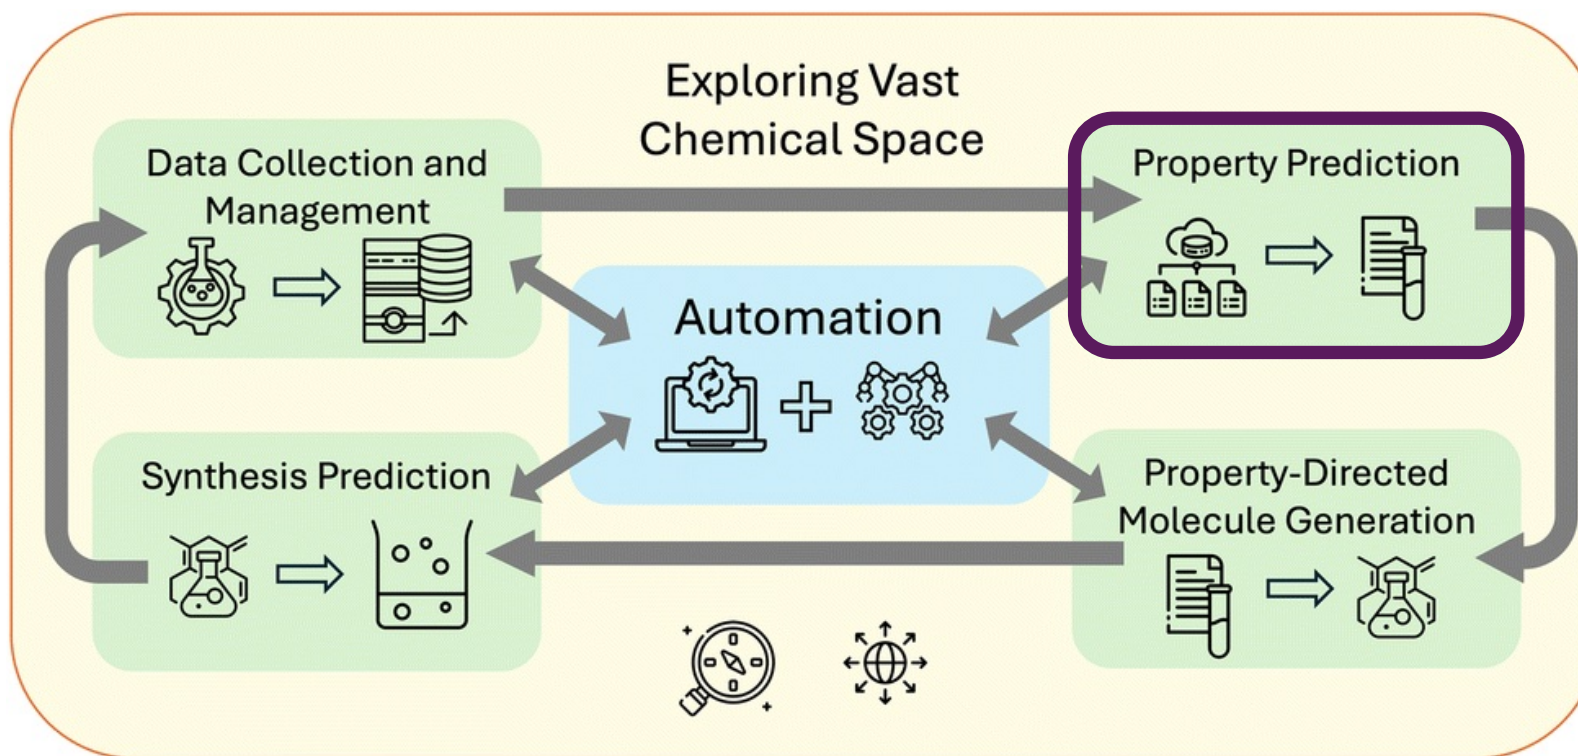 Exploring Vast
Chemical Space
Data Collection and
Management
Property Prediction
Automation
Synthesis Prediction
Property-Directed
Molecule Generation